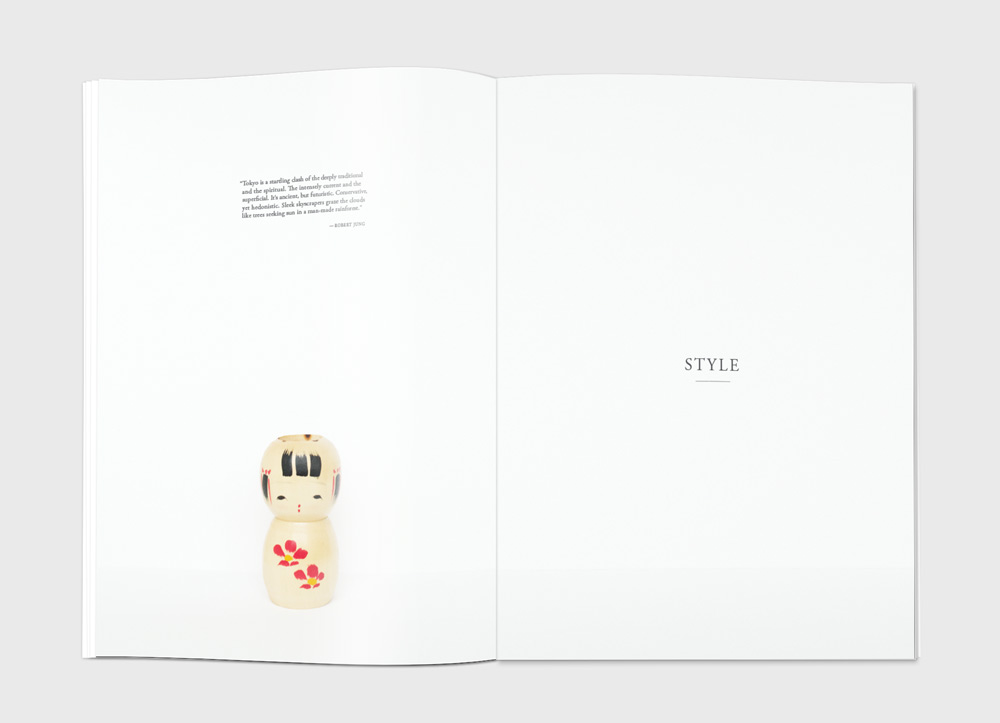 "Tokyo is a startling clash of the deeply traditional
and the spiritual. The intensely current and the
superficial. It's ancient, but Futuristic. Conservative,
yet hedonistic. Sleek skyscrapers graze the clouds
like trees seeking sun in a man-made rainforest."
— ROBERT JONG
STYLE